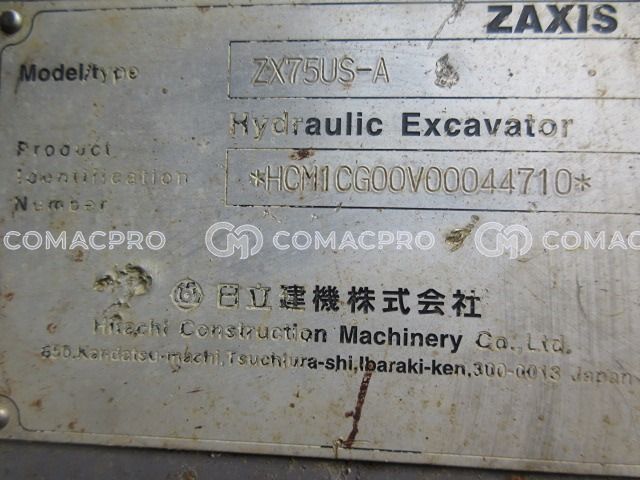 ZAXIS
Model/type ZX75US-A
Hydraulic Excavator
Product
Identification *HCM1CG00V00044710*
Number
COMACPRO COMACPRO COMACPRO
日立建機株式会社
Hitachi Construction Machinery Co.,Ltd.
650,Kandatsu-machi,Tsuchiura-shi,Ibaraki-ken,300-0013 Japan